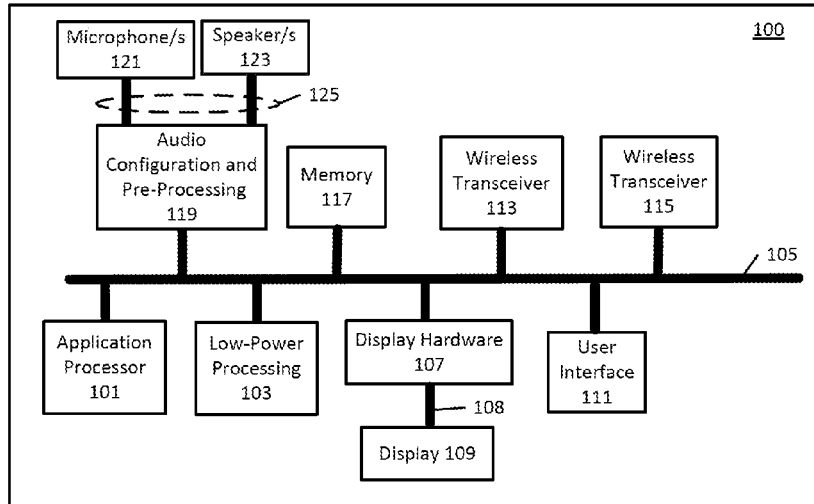 100
Microphone/s
121
Speaker/s
123
125
Audio
Configuration and
Pre-Processing
119
Memory
117
Wireless
Transceiver
113
Wireless
Transceiver
115
105
Application
Processor
101
Low-Power
Processing
103
Display Hardware
107
User
Interface
111
108
Display 109